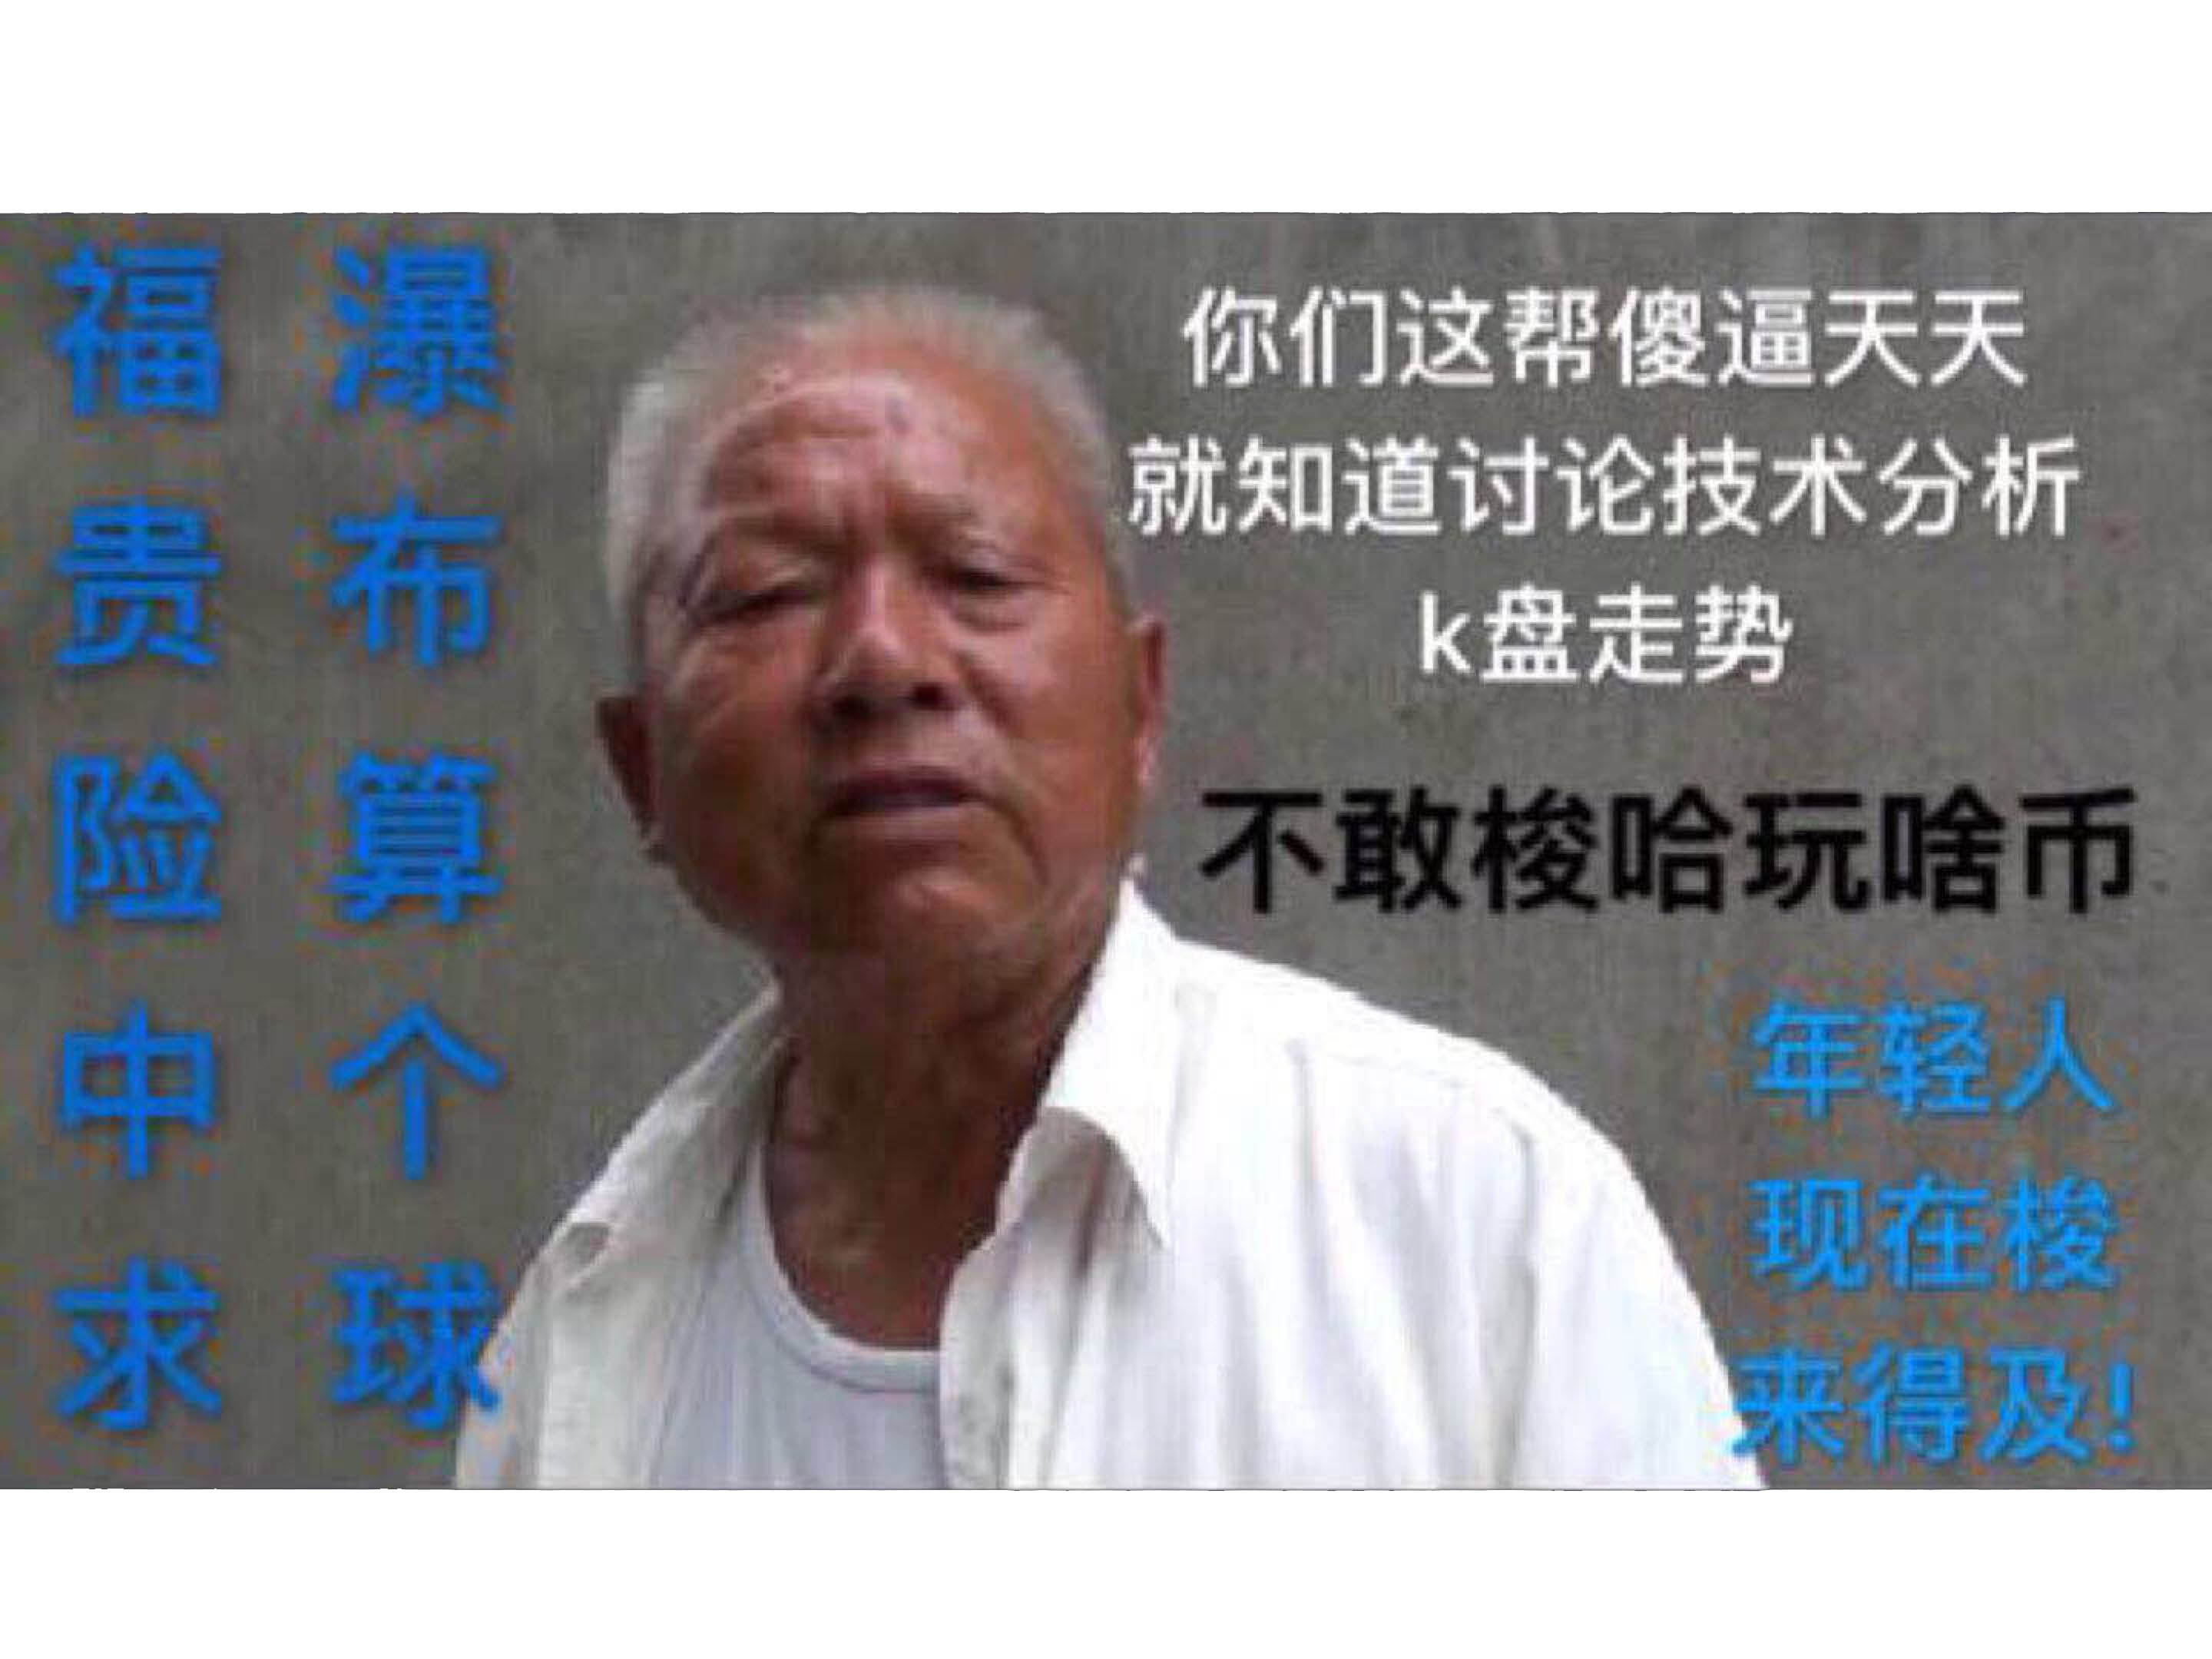 福贵险中求
瀑布算个球
你们这帮傻逼天天
就知道讨论技术分析
k盘走势
不敢梭哈玩啥币
年轻人
现在梭
来得及!